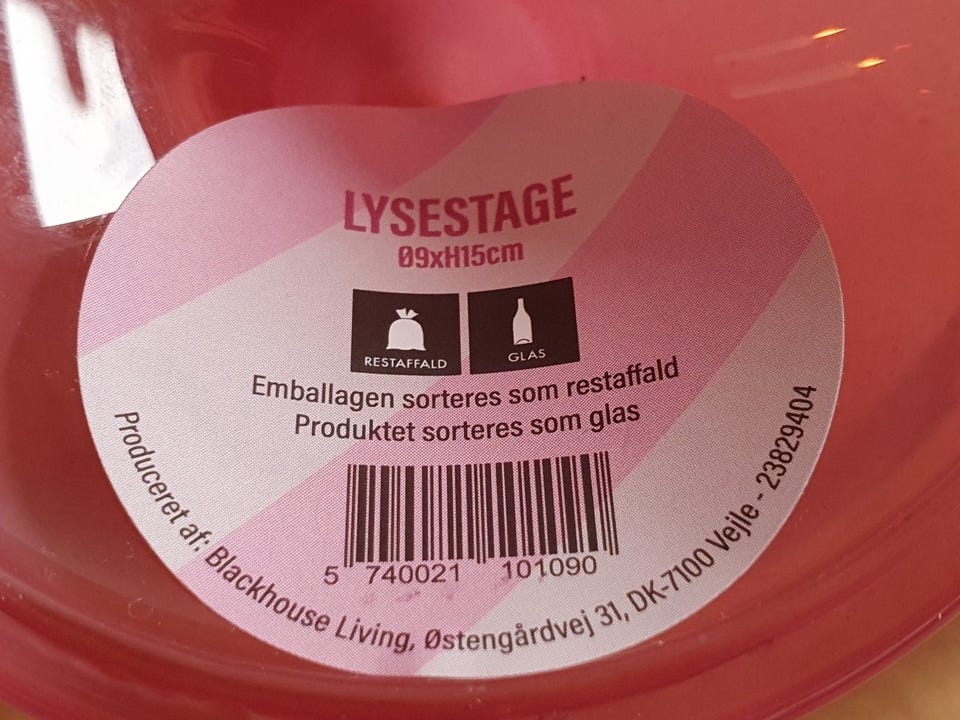 LYSESTAGE
Ø9xH15cm
RESTAFFALD
GLAS
Emballagen sorteres som restaffald
Produktet sorteres som glas
5 740021 101090
Produceret af: Blackhouse Living, Østengårdvej 31, DK-7100 Vejle - 23829404